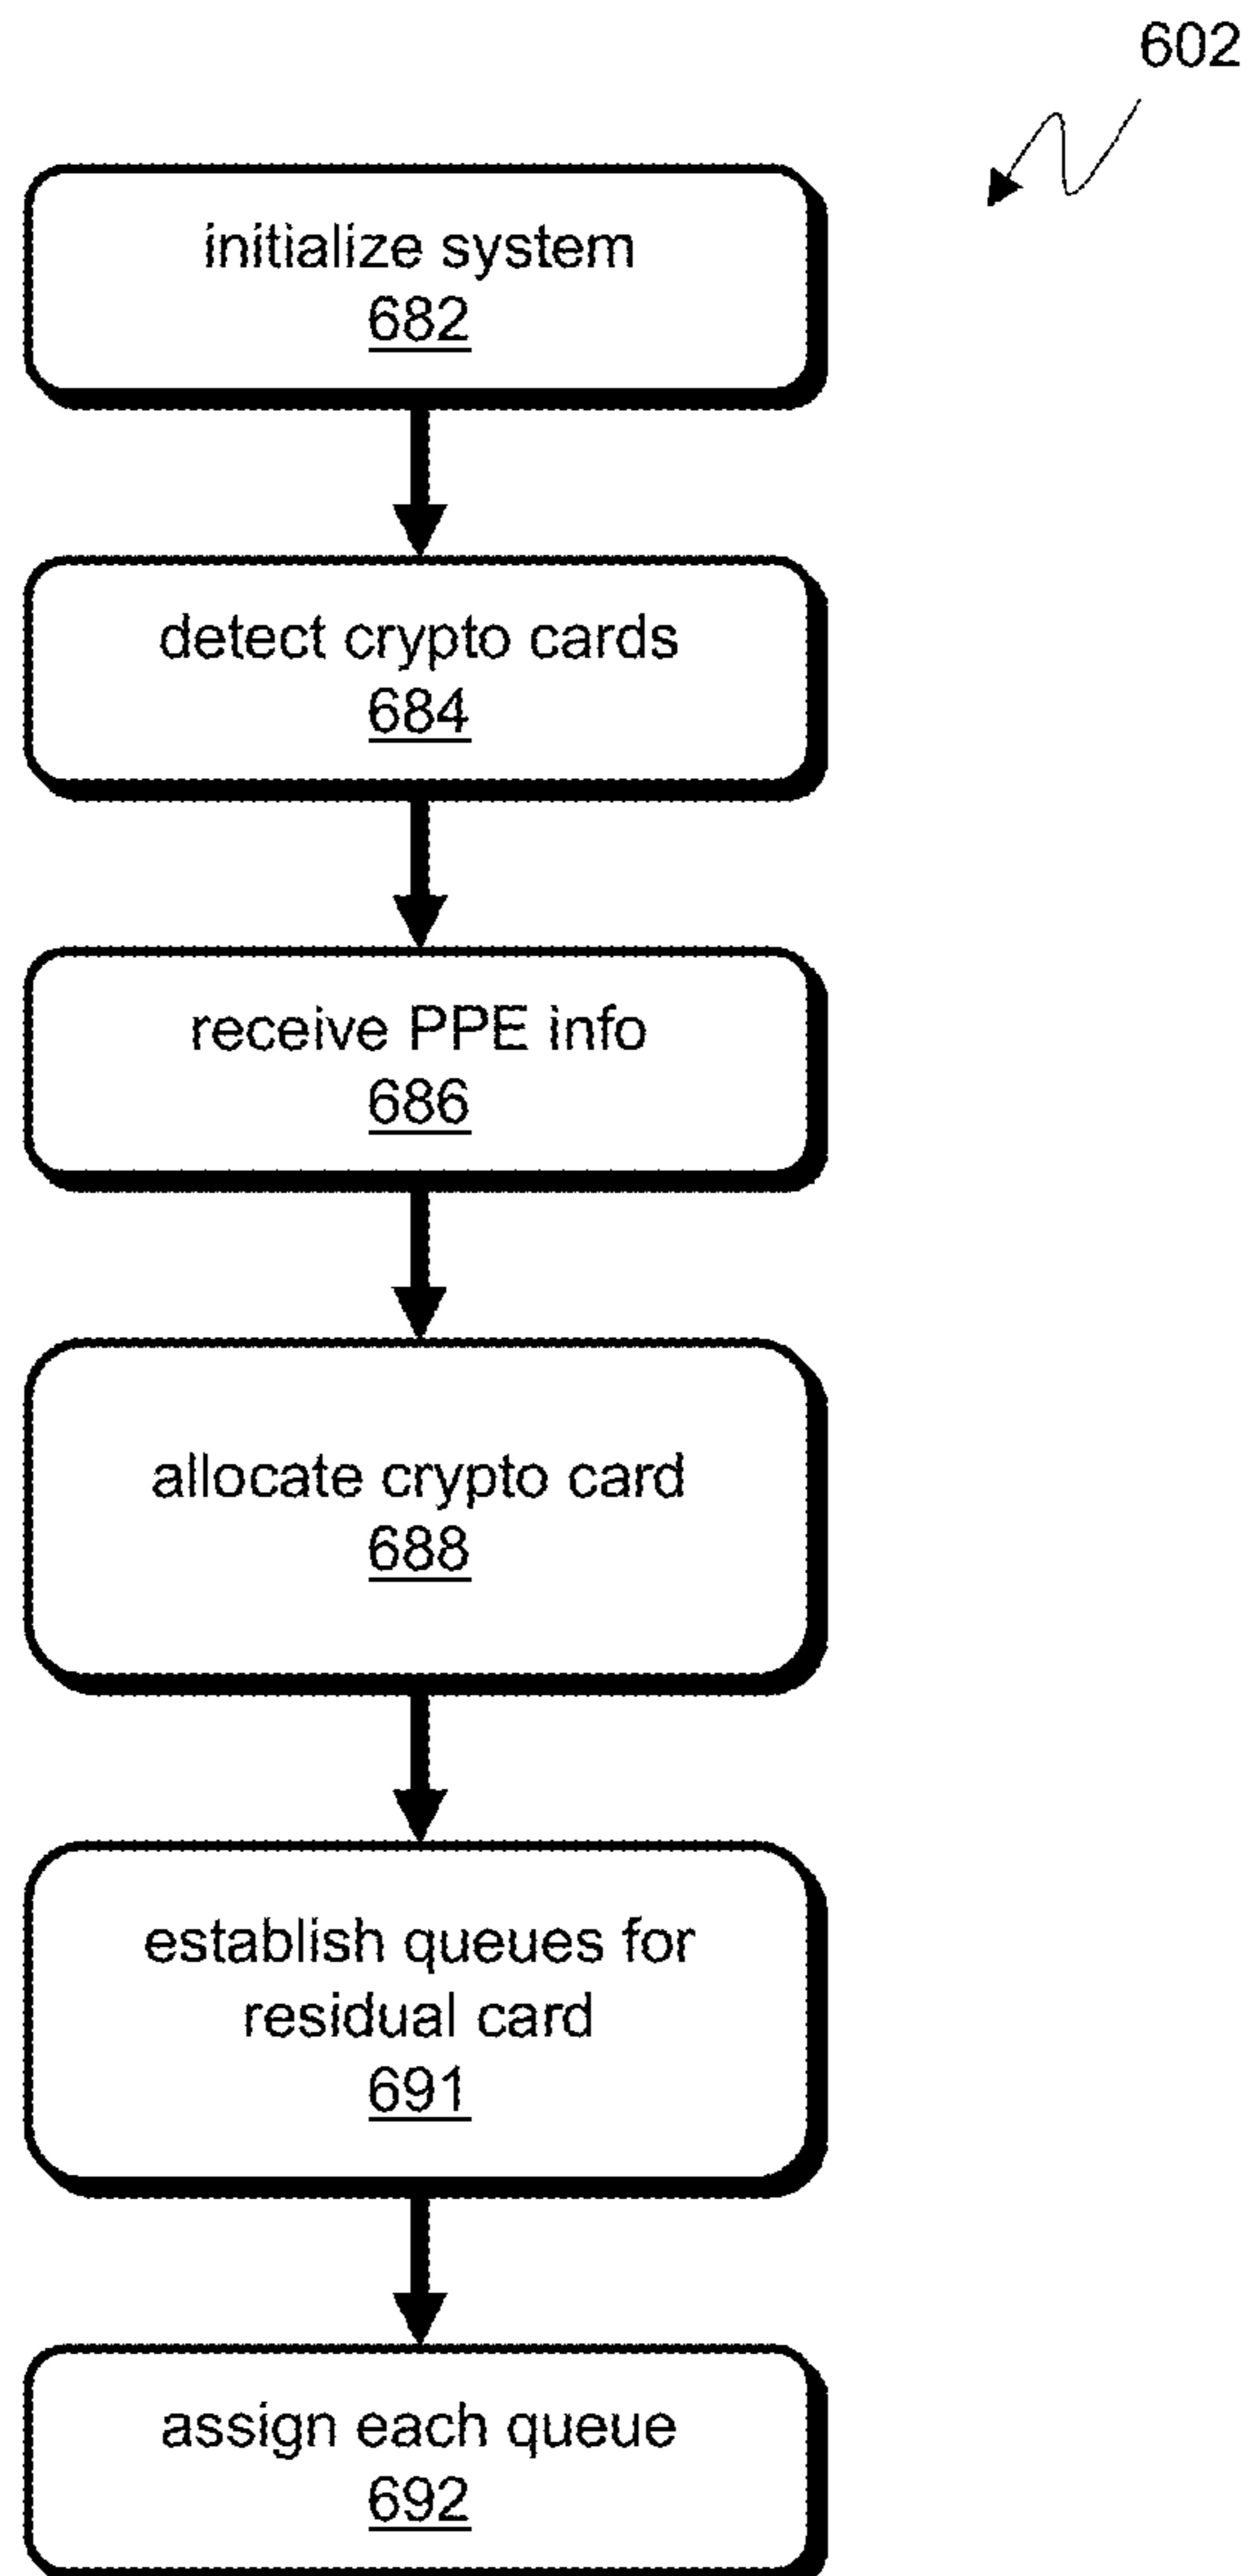 602
initialize system
682
detect crypto cards
684
receive PPE info
686
allocate crypto card
688
establish queues for
residual card
691
assign each queue
692